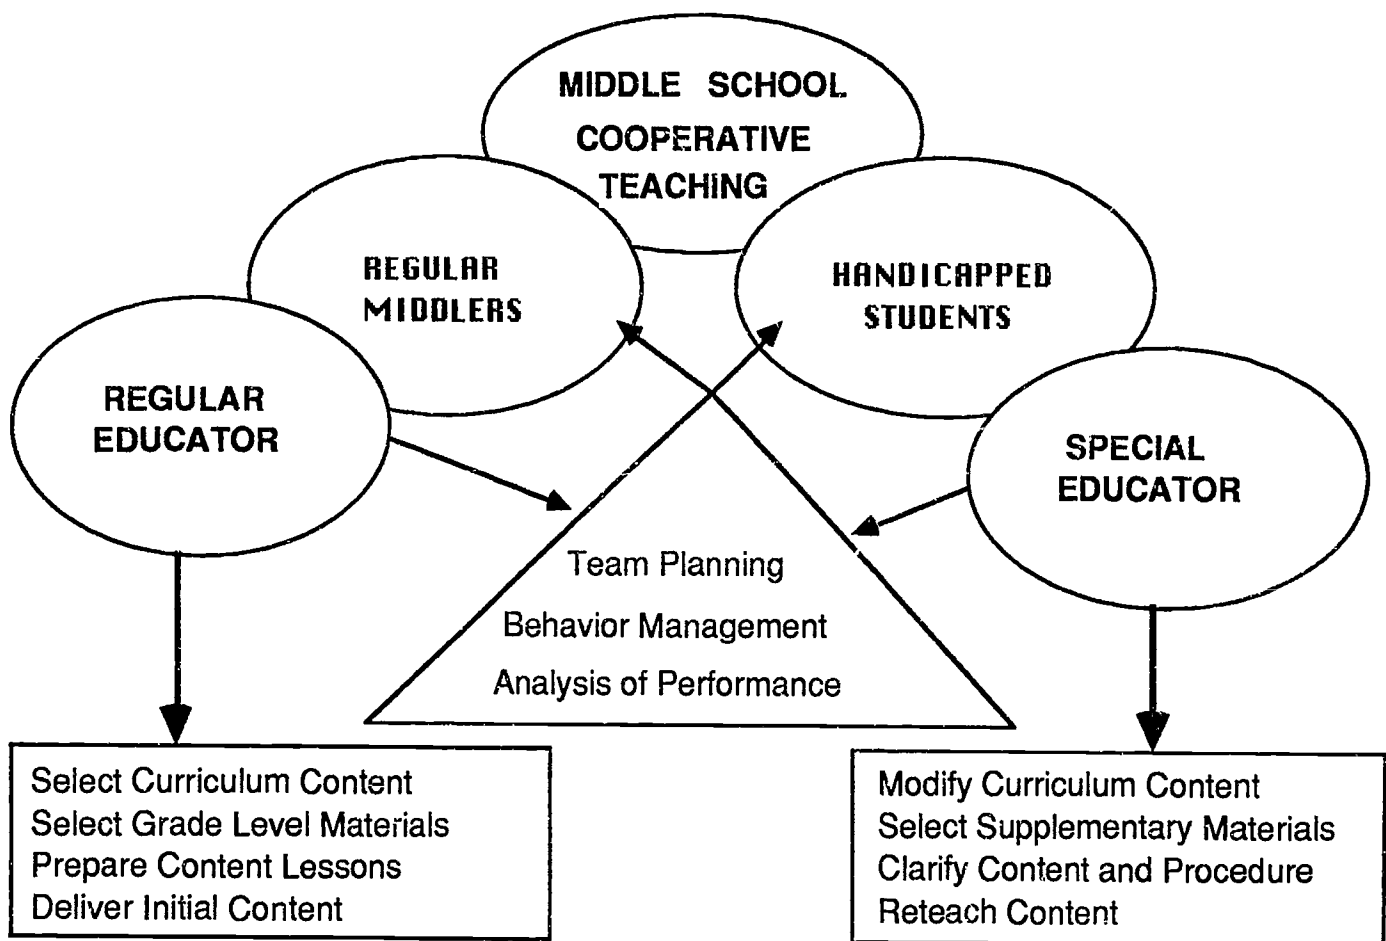 MIDDLE SCHOOL
COOPERATIVE
TEACHING
REGULAR
MIDDLERS
HANDICAPPED
STUDENTS
REGULAR
EDUCATOR
SPECIAL
EDUCATOR
Team Planning
Behavior Management
Analysis of Performance
Select Curriculum Content
Select Grade Level Materials
Prepare Content Lessons
Deliver Initial Content
Modify Curriculum Content
Select Supplementary Materials
Clarify Content and Procedure
Reteach Content